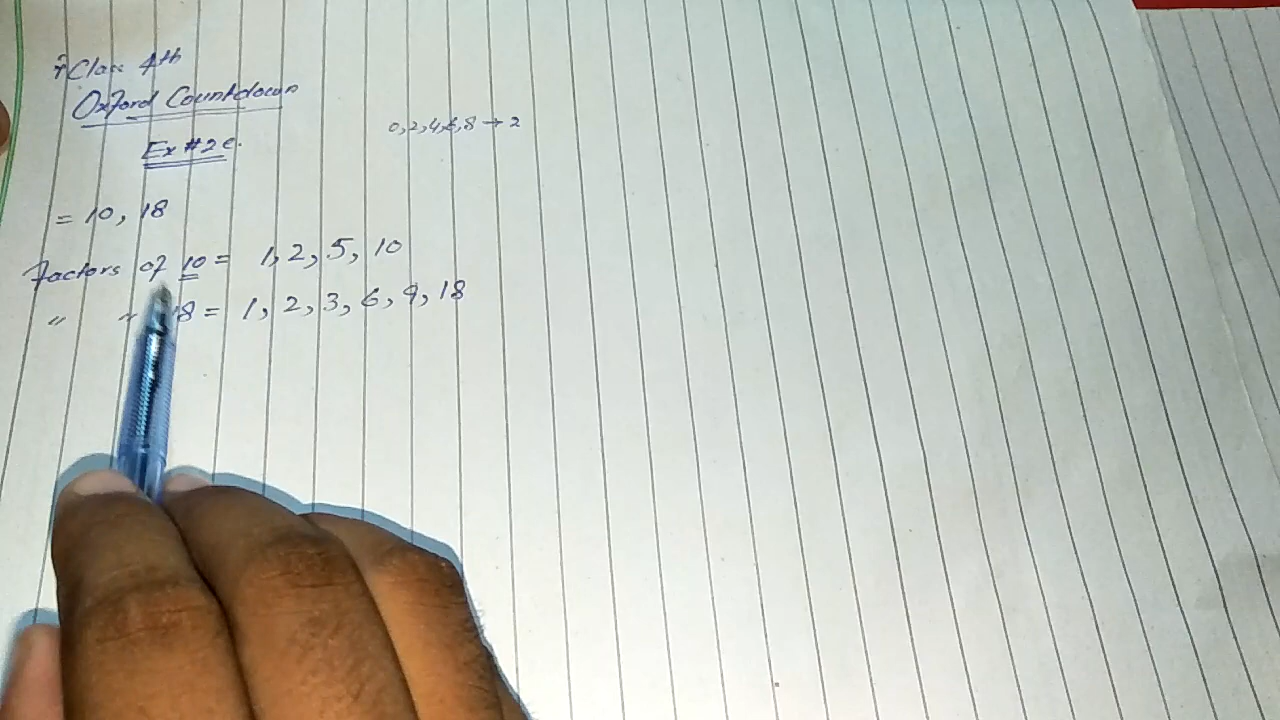 Class 4th
Oxford Countdown
Ex # 2c.
0,2,4,6,8 → 2
= 10, 18
Factors of 10 = 1, 2, 5, 10
" " 18 = 1, 2, 3, 6, 9, 18